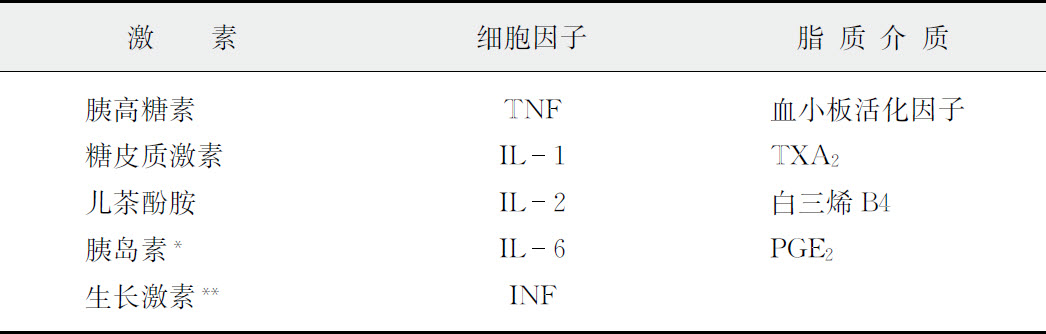 激 素 细胞因子 脂 质 介 质
胰高糖素 TNF 血小板活化因子
糖皮质激素 IL-1 TXA₂
儿茶酚胺 IL-2 白三烯 B4
胰岛素* IL-6 PGE₂
生长激素** INF